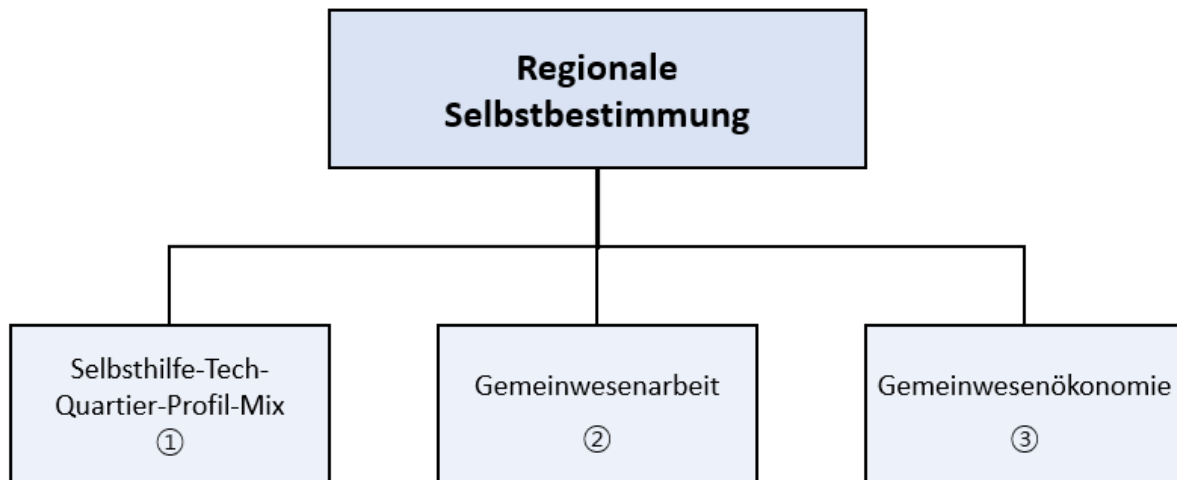 Regionale
Selbstbestimmung
Selbsthilfe-Tech-
Quartier-Profil-Mix
①
Gemeinwesenarbeit
②
Gemeinwesenökonomie
③